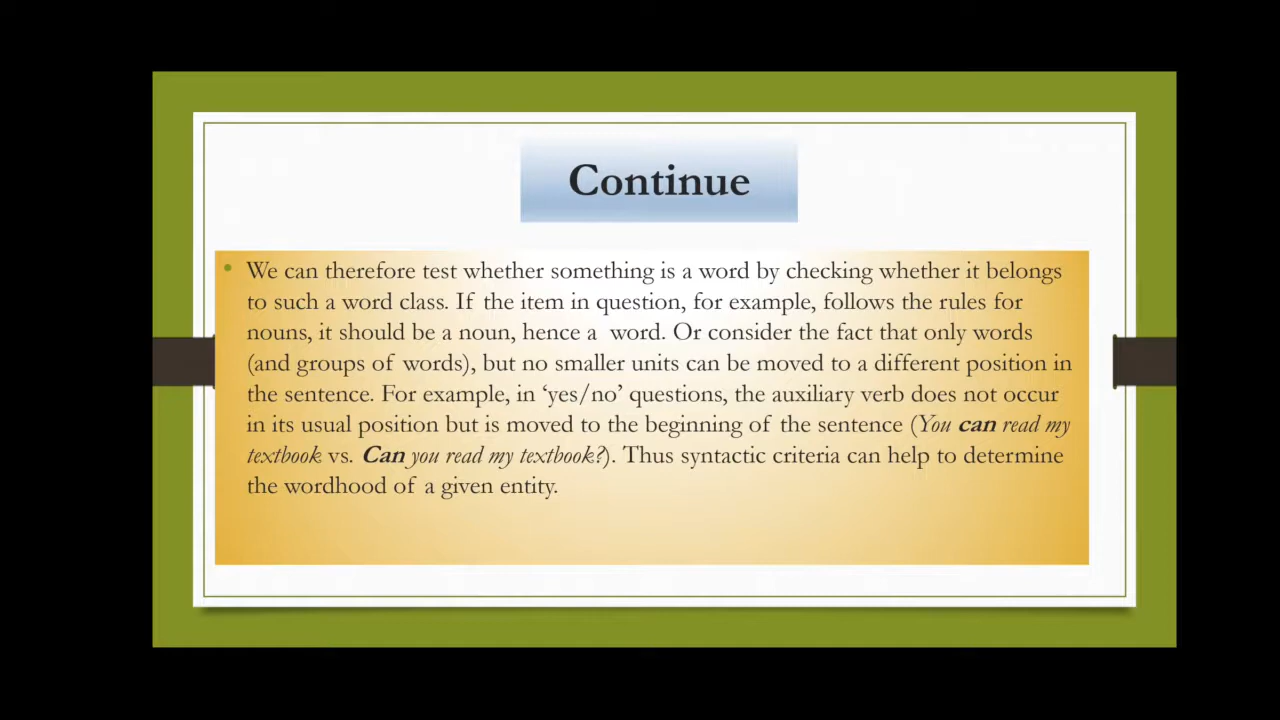 Continue
• We can therefore test whether something is a word by checking whether it belongs
to such a word class. If the item in question, for example, follows the rules for
nouns, it should be a noun, hence a word. Or consider the fact that only words
(and groups of words), but no smaller units can be moved to a different position in
the sentence. For example, in ‘yes/no’ questions, the auxiliary verb does not occur
in its usual position but is moved to the beginning of the sentence (You can read my
textbook vs. Can you read my textbook?). Thus syntactic criteria can help to determine
the wordhood of a given entity.